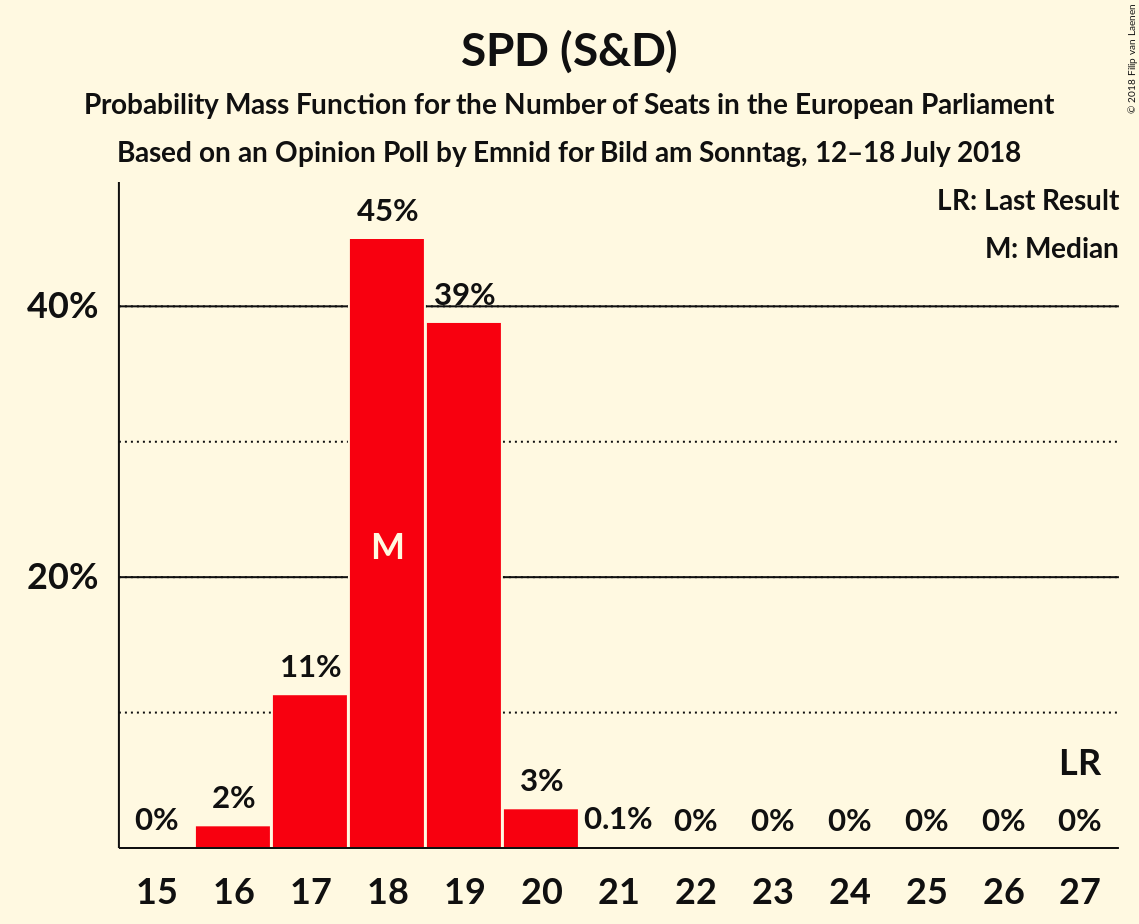 SPD (S&D)
Probability Mass Function for the Number of Seats in the European Parliament
Based on an Opinion Poll by Emnid for Bild am Sonntag, 12–18 July 2018
© 2018 Filip van Laenen
LR: Last Result
M: Median
45%
39%
40%
M
20%
11%
LR
0% 2% 3% 0.1% 0% 0% 0% 0% 0% 0%
15 16 17 18 19 20 21 22 23 24 25 26 27